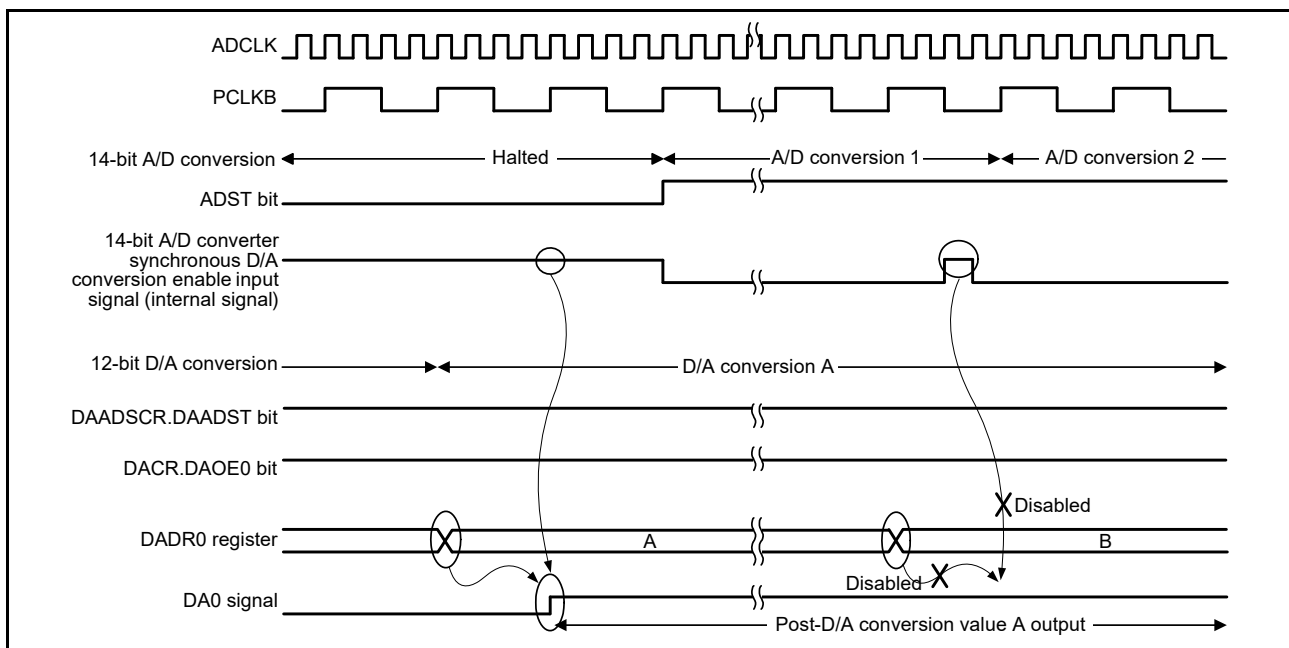 ADCLK
PCLKB
14-bit A/D conversion
Halted
A/D conversion 1
A/D conversion 2
ADST bit
14-bit A/D converter
synchronous D/A
conversion enable input
signal (internal signal)
12-bit D/A conversion
D/A conversion A
DAADSCR.DAADST bit
DACR.DAOE0 bit
Disabled
DADR0 register
A
B
Disabled
DA0 signal
Post-D/A conversion value A output